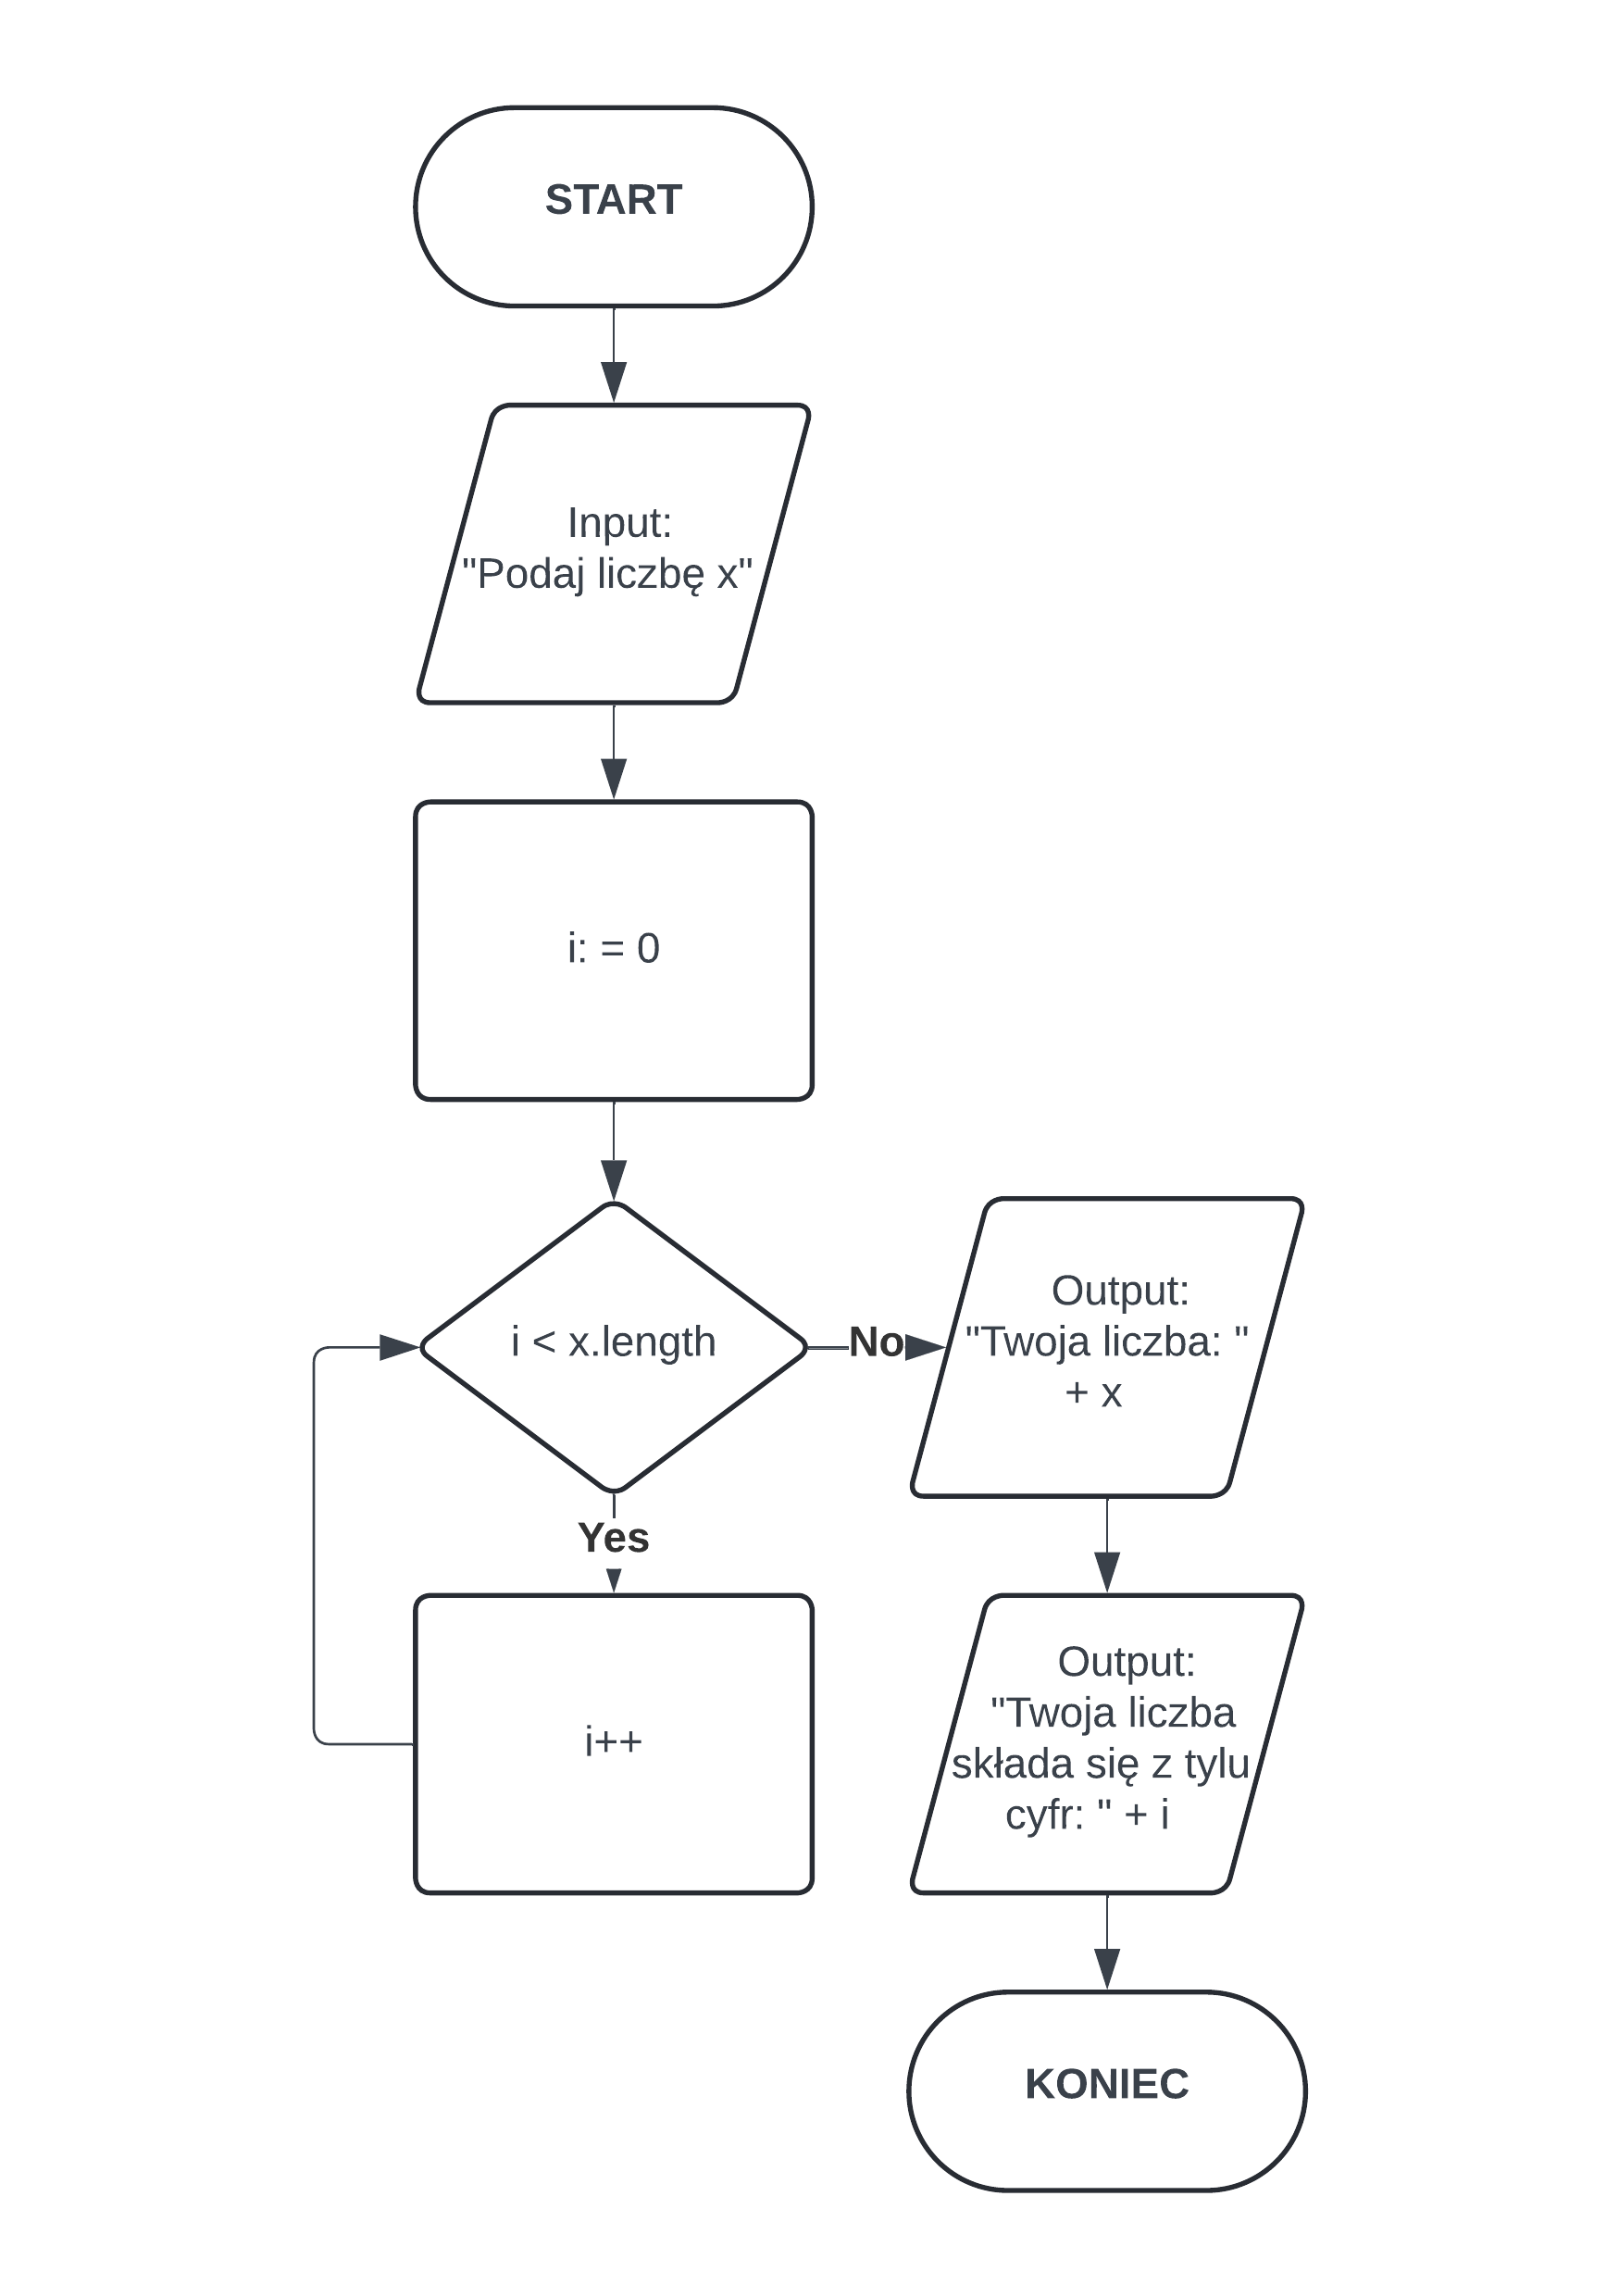 START
Input:
"Podaj liczbę x"
i: = 0
i < x.length
No
Output:
"Twoja liczba: "
+ x
Yes
i++
Output:
"Twoja liczba
składa się z tylu
cyfr: " + i
KONIEC